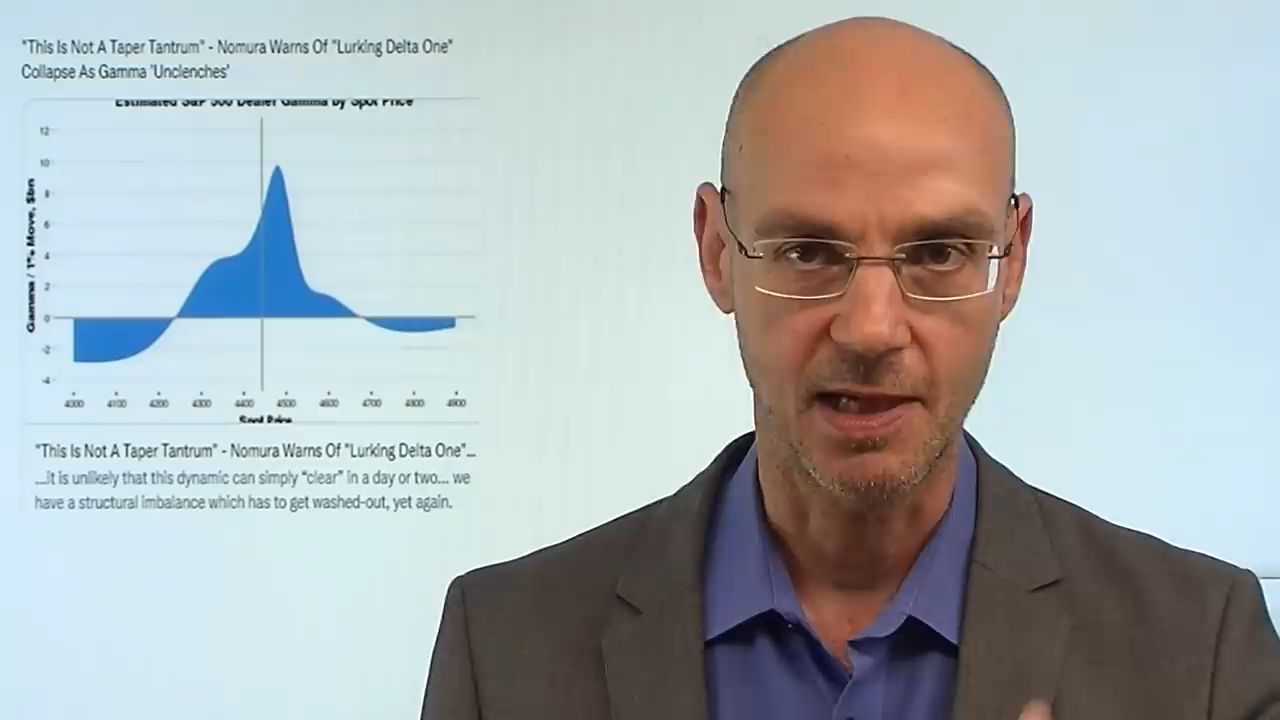 "This Is Not A Taper Tantrum" - Nomura Warns Of "Lurking Delta One"
Collapse As Gamma 'Unclenches'
Estimated S&P 500 Dealer Gamma by Spot Price
Gamma / 1% Move, $bn
12
10
8
6
4
2
0
-2
-4
4000 4100 4200 4300 4400 4500 4600 4700 4800 4900
Spot Price
"This Is Not A Taper Tantrum" - Nomura Warns Of "Lurking Delta One"...
...it is unlikely that this dynamic can simply “clear” in a day or two... we
have a structural imbalance which has to get washed-out, yet again.